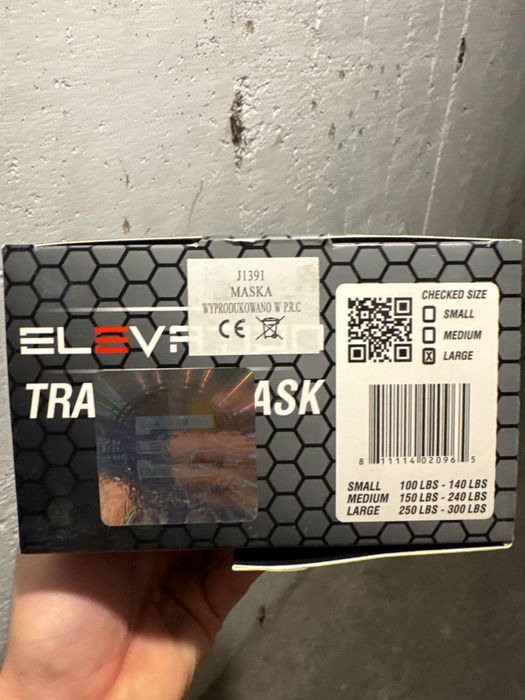 J1391
MASKA
WYPRODUKOWANO W P.R.C
CE
ELEV
TRA ASK
CHECKED SIZE
SMALL
MEDIUM
LARGE
8 11114 02096 5
SMALL 100 LBS - 140 LBS
MEDIUM 150 LBS - 240 LBS
LARGE 250 LBS - 300 LBS